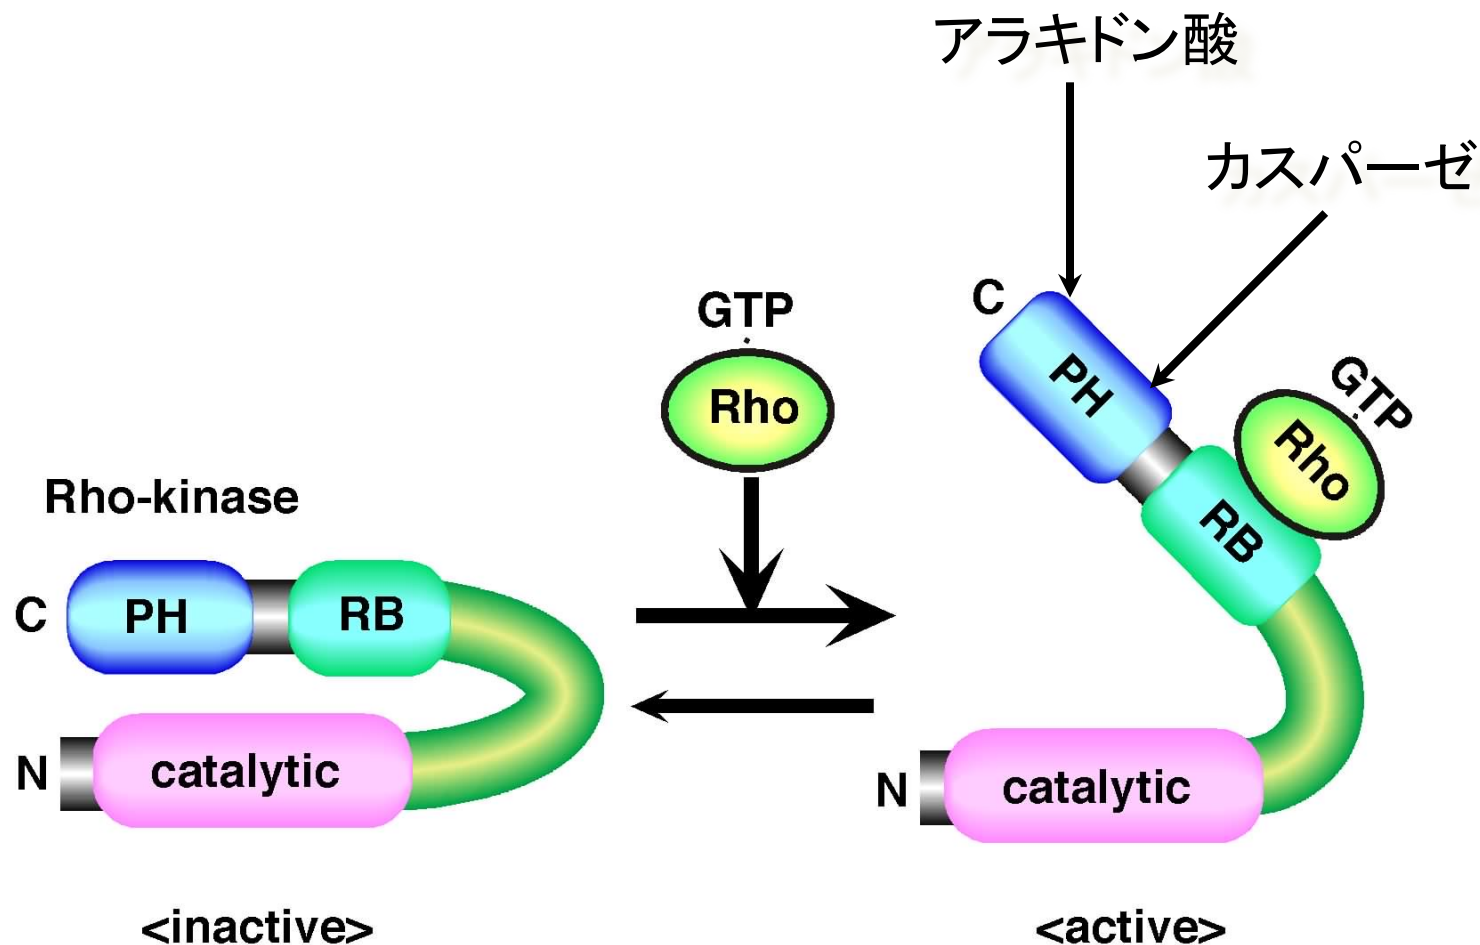 アラキドン酸
カスパーゼ
GTP
Rho
Rho-kinase
C
PH
RB
N
catalytic
<inactive>
C
PH
RB
GTP
Rho
N
catalytic
<active>